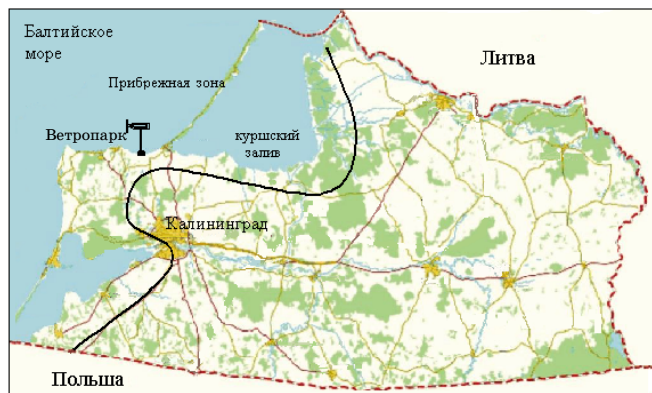 Балтийское
море
Литва
Прибрежная зона
Ветропарк
куршский
залив
Калининград
Польша